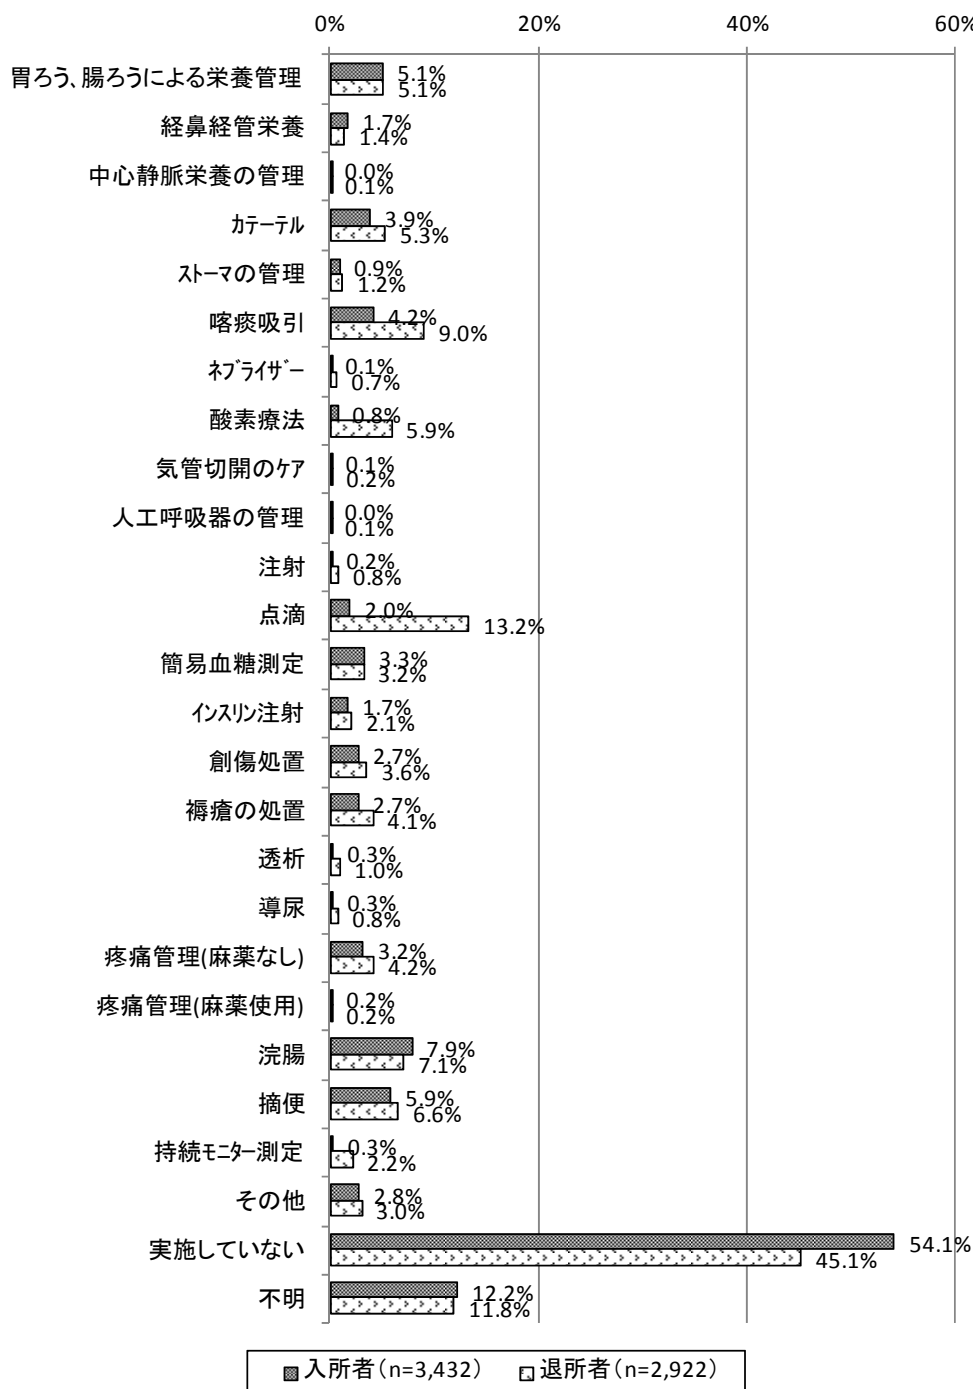 0% 20% 40% 60%
胃ろう、腸ろうによる栄養管理 5.1% 5.1%
経鼻経管栄養 1.7% 1.4%
中心静脈栄養の管理 0.0% 0.1%
ｶﾃｰﾃﾙ 3.9% 5.3%
ｽﾄｰﾏの管理 0.9% 1.2%
喀痰吸引 4.2% 9.0%
ﾈﾌﾞﾗｲｻﾞｰ 0.1% 0.7%
酸素療法 0.8% 5.9%
気管切開のｹｱ 0.1% 0.2%
人工呼吸器の管理 0.0% 0.1%
注射 0.2% 0.8%
点滴 2.0% 13.2%
簡易血糖測定 3.3% 3.2%
ｲﾝｽﾘﾝ注射 1.7% 2.1%
創傷処置 2.7% 3.6%
褥瘡の処置 2.7% 4.1%
透析 0.3% 1.0%
導尿 0.3% 0.8%
疼痛管理(麻薬なし) 3.2% 4.2%
疼痛管理(麻薬使用) 0.2% 0.2%
浣腸 7.9% 7.1%
摘便 5.9% 6.6%
持続ﾓﾆﾀｰ測定 0.3% 2.2%
その他 2.8% 3.0%
実施していない 54.1% 45.1%
不明 12.2% 11.8%
入所者（n=3,432） 退所者（n=2,922）